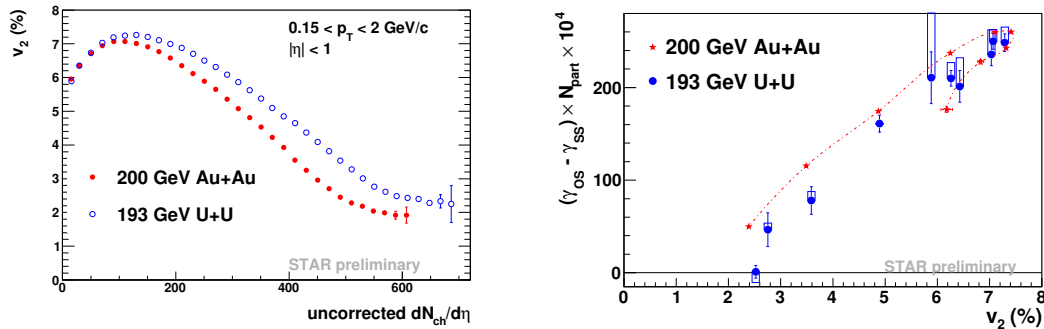 v2 (%)
8
7
6
5
4
3
2
1
0
0.15 < pT < 2 GeV/c
|η| < 1
200 GeV Au+Au
193 GeV U+U
STAR preliminary
0 200 400 600
uncorrected dNch/dη
(γOS - γSS) × Npart × 10^4
200
100
0
200 GeV Au+Au
193 GeV U+U
STAR preliminary
0 1 2 3 4 5 6 7 8
v2 (%)